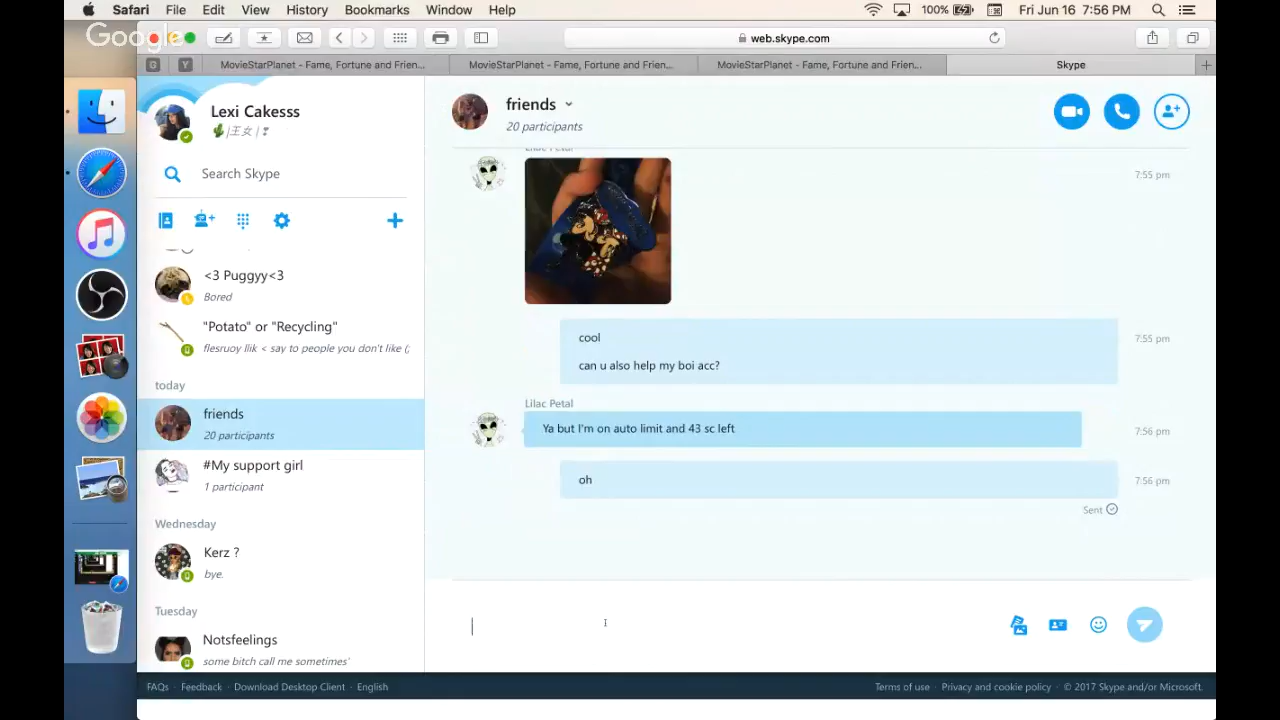 Safari File Edit View History Bookmarks Window Help 100% Fri Jun 16 7:56 PM
Google
web.skype.com
G Y MovieStarPlanet - Fame, Fortune and Frien... MovieStarPlanet - Fame, Fortune and Frien... MovieStarPlanet - Fame, Fortune and Frien... Skype
Lexi Cakesss
|王女|
Search Skype
<3 Puggyy<3
Bored
"Potato" or "Recycling"
flesruoy llik < say to people you don't like (;
today
friends
20 participants
#My support girl
1 participant
Wednesday
Kerz ?
bye.
Tuesday
Notsfeelings
some bitch call me sometimes'
friends
20 participants
7:55 pm
cool
can u also help my boi acc?
7:55 pm
Lilac Petal
Ya but I'm on auto limit and 43 sc left
7:56 pm
oh
7:56 pm
Sent
FAQs · Feedback · Download Desktop Client · English
Terms of use · Privacy and cookie policy · © 2017 Skype and/or Microsoft.